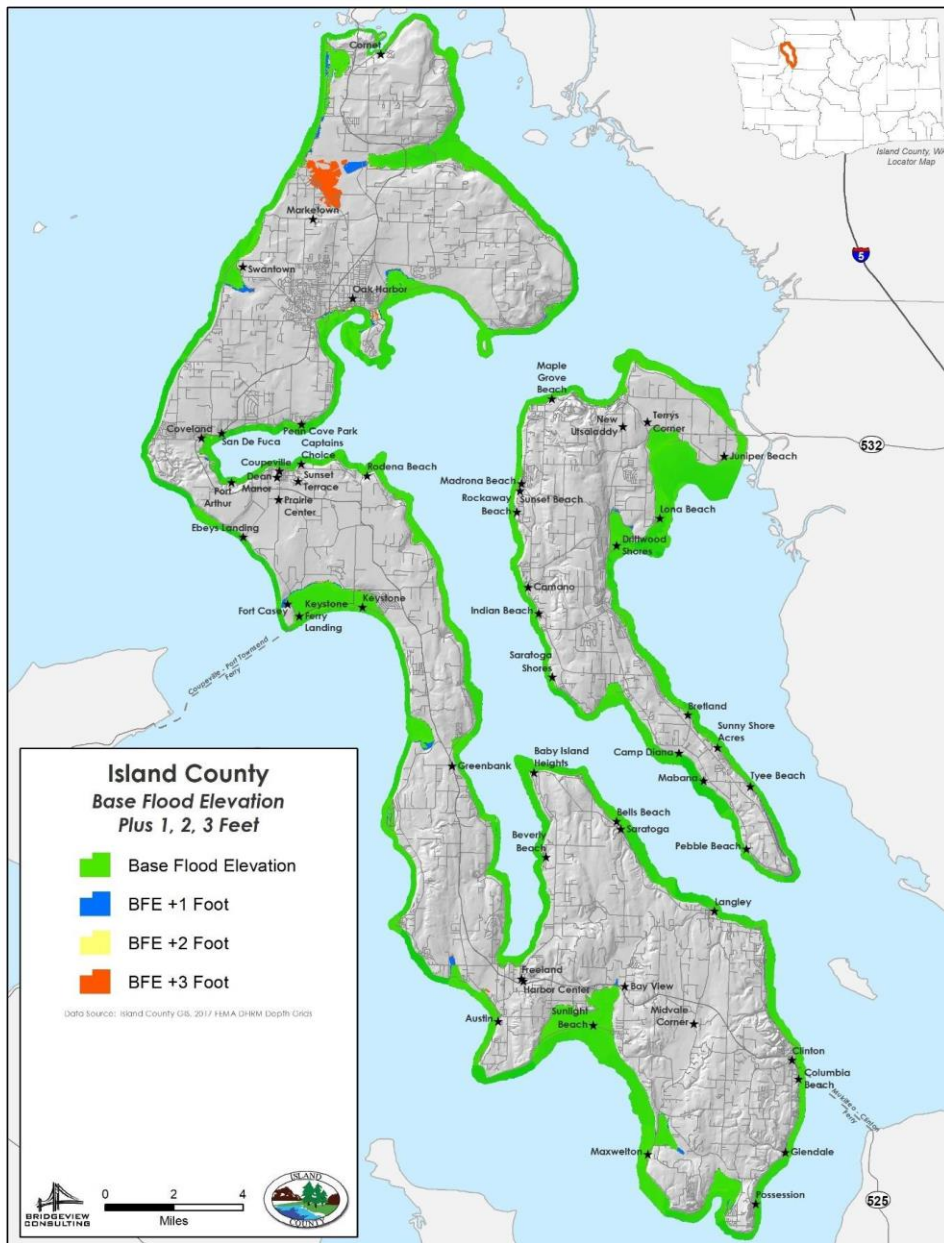 Cornet
Island County, WA
Locator Map
Marketown
5
Swantown
Oak Harbor
Maple
Grove
Beach
New
Utsaladdy
Terrys
Corner
532
Coveland
San De Fuca
Penn Cove Park
Captains
Choice
Coupeville
Rodena Beach
Juniper Beach
Port
Arthur
Dean
Manor
Sunset
Terrace
Madrona Beach
Sunset Beach
Rockaway
Beach
Prairie
Center
Lona Beach
Ebeys Landing
Driftwood
Shores
Camano
Fort Casey
Keystone
Ferry
Landing
Keystone
Indian Beach
Coupeville - Port Townsend
Ferry
Saratoga
Shores
Bretland
Sunny Shore
Acres
Camp Diana
Mabana
Tyee Beach
Greenbank
Baby Island
Heights
Bells Beach
Saratoga
Beverly
Beach
Pebble Beach
Langley
Freeland
Harbor Center
Bay View
Austin
Sunlight
Beach
Midvale
Corner
Clinton
Columbia
Beach
Mukilteo - Clinton
Ferry
Maxwelton
Glendale
Possession
525
Island County
Base Flood Elevation
Plus 1, 2, 3 Feet
Base Flood Elevation
BFE +1 Foot
BFE +2 Foot
BFE +3 Foot
Data Source: Island County GIS, 2017 FEMA DHRM Depth Grids
BRIDGEVIEW
CONSULTING
0 2 4
Miles
ISLAND
COUNTY